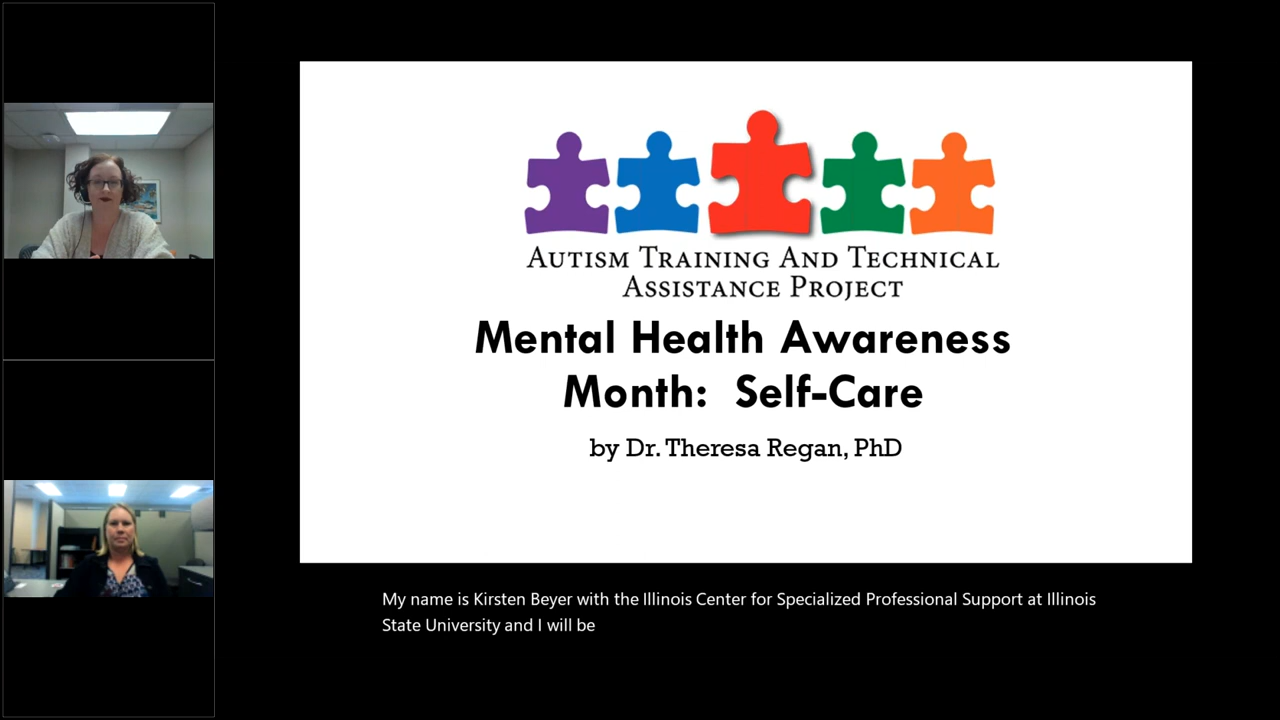 AUTISM TRAINING AND TECHNICAL
ASSISTANCE PROJECT
Mental Health Awareness
Month: Self-Care
by Dr. Theresa Regan, PhD
My name is Kirsten Beyer with the Illinois Center for Specialized Professional Support at Illinois
State University and I will be